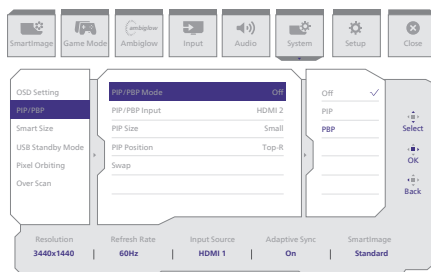 SmartImage
Game Mode
ambiglow
Ambiglow
Input
Audio
System
Setup
Close
OSD Setting
PIP/PBP
Smart Size
USB Standby Mode
Pixel Orbiting
Over Scan
PIP/PBP Mode Off
PIP/PBP Input HDMI 2
PIP Size Small
PIP Position Top-R
Swap
Off
PIP
PBP
Select
OK
Back
Resolution Refresh Rate Input Source Adaptive Sync SmartImage
3440x1440 | 60Hz | HDMI 1 | On | Standard